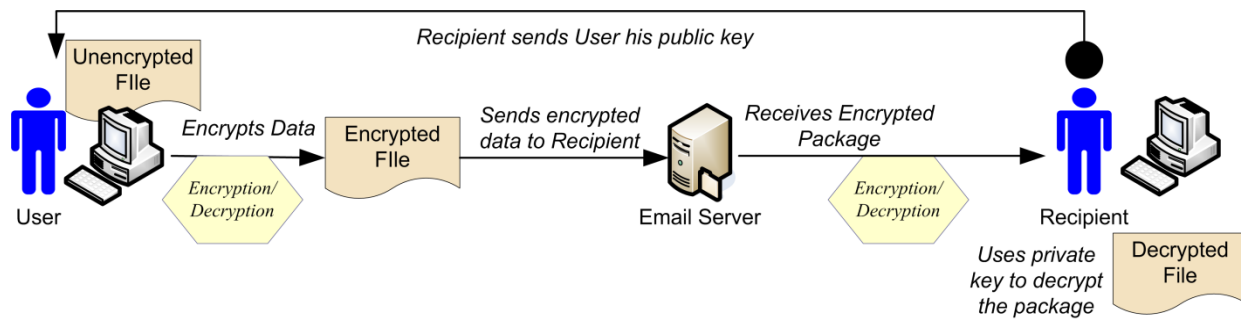 Recipient sends User his public key
Unencrypted
FIle
Encrypts Data
Encrypted
FIle
Sends encrypted
data to Recipient
Receives Encrypted
Package
Encryption/
Decryption
Encryption/
Decryption
User
Email Server
Recipient
Uses private
key to decrypt
the package
Decrypted
File